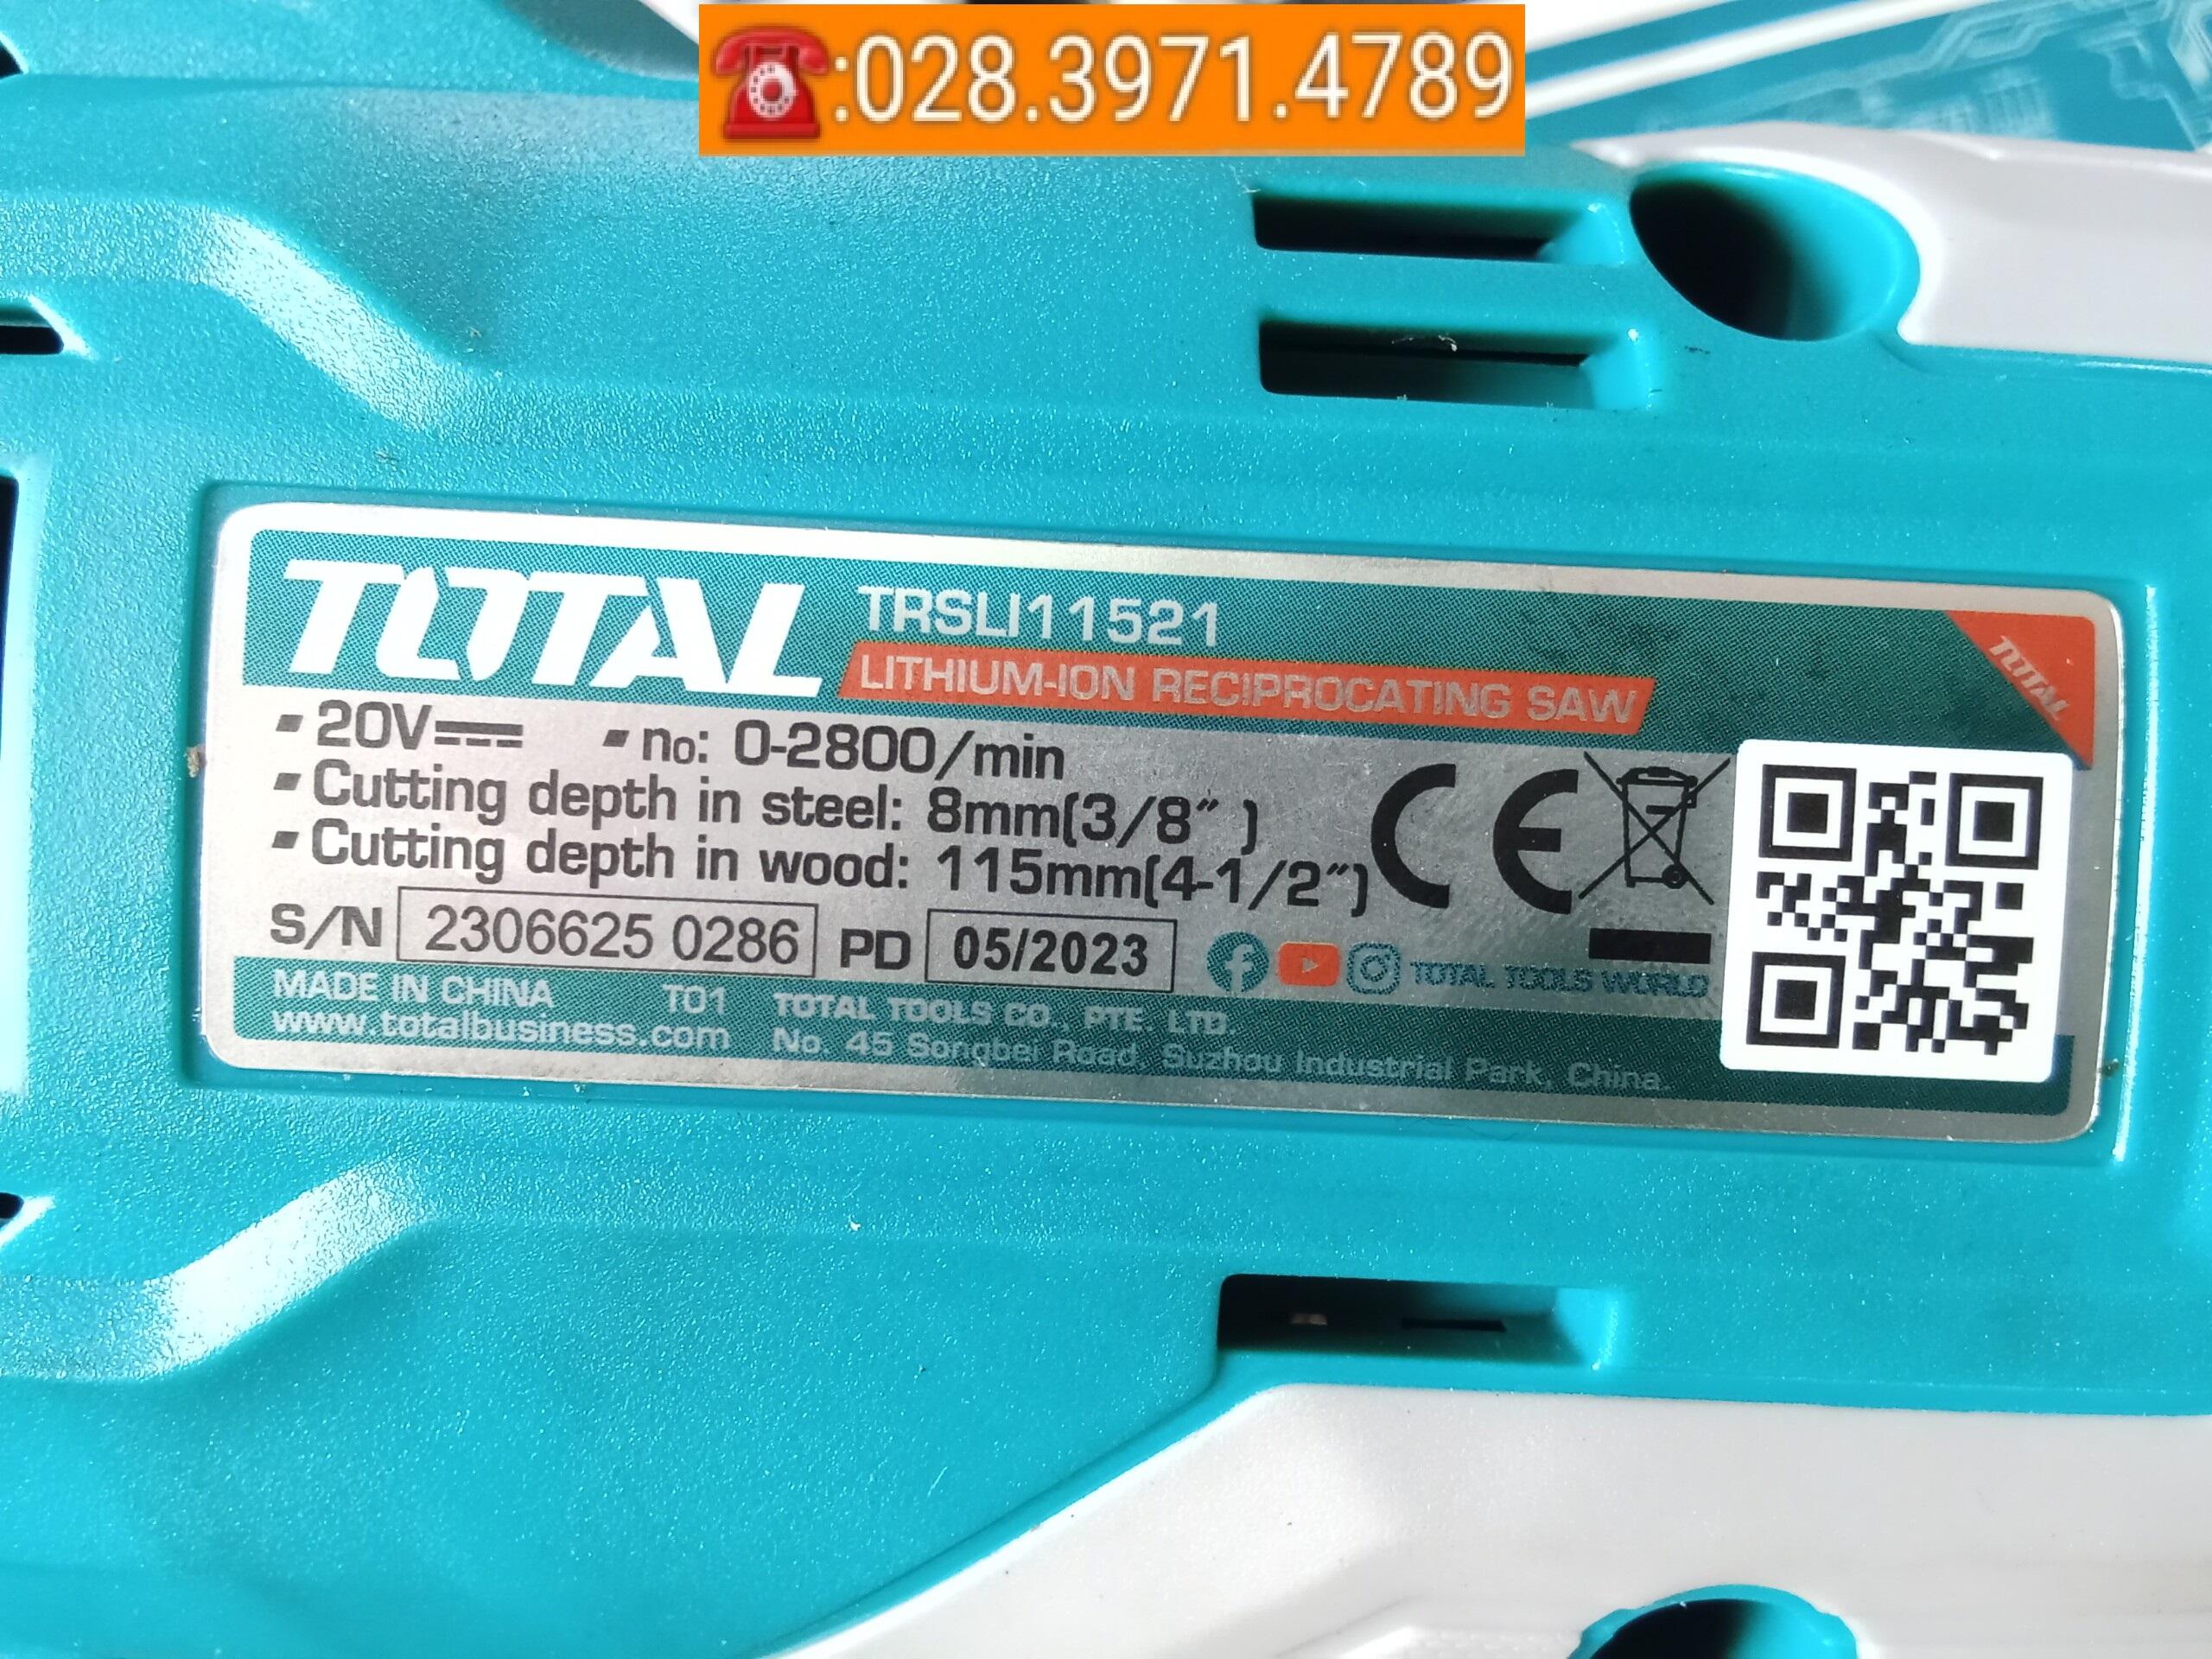 ☎:028.3971.4789
TOTAL TRSLI11521
LITHIUM-ION RECIPROCATING SAW
TOTAL
▪20V⎓ ▪no: 0-2800/min
▪Cutting depth in steel: 8mm(3/8″ )
▪Cutting depth in wood: 115mm(4-1/2″)
CE
S/N 2306625 0286 PD 05/2023
TOTAL TOOLS WORLD
MADE IN CHINA T01 TOTAL TOOLS CO., PTE. LTD.
www.totalbusiness.com No. 45 Songbei Road, Suzhou Industrial Park, China.